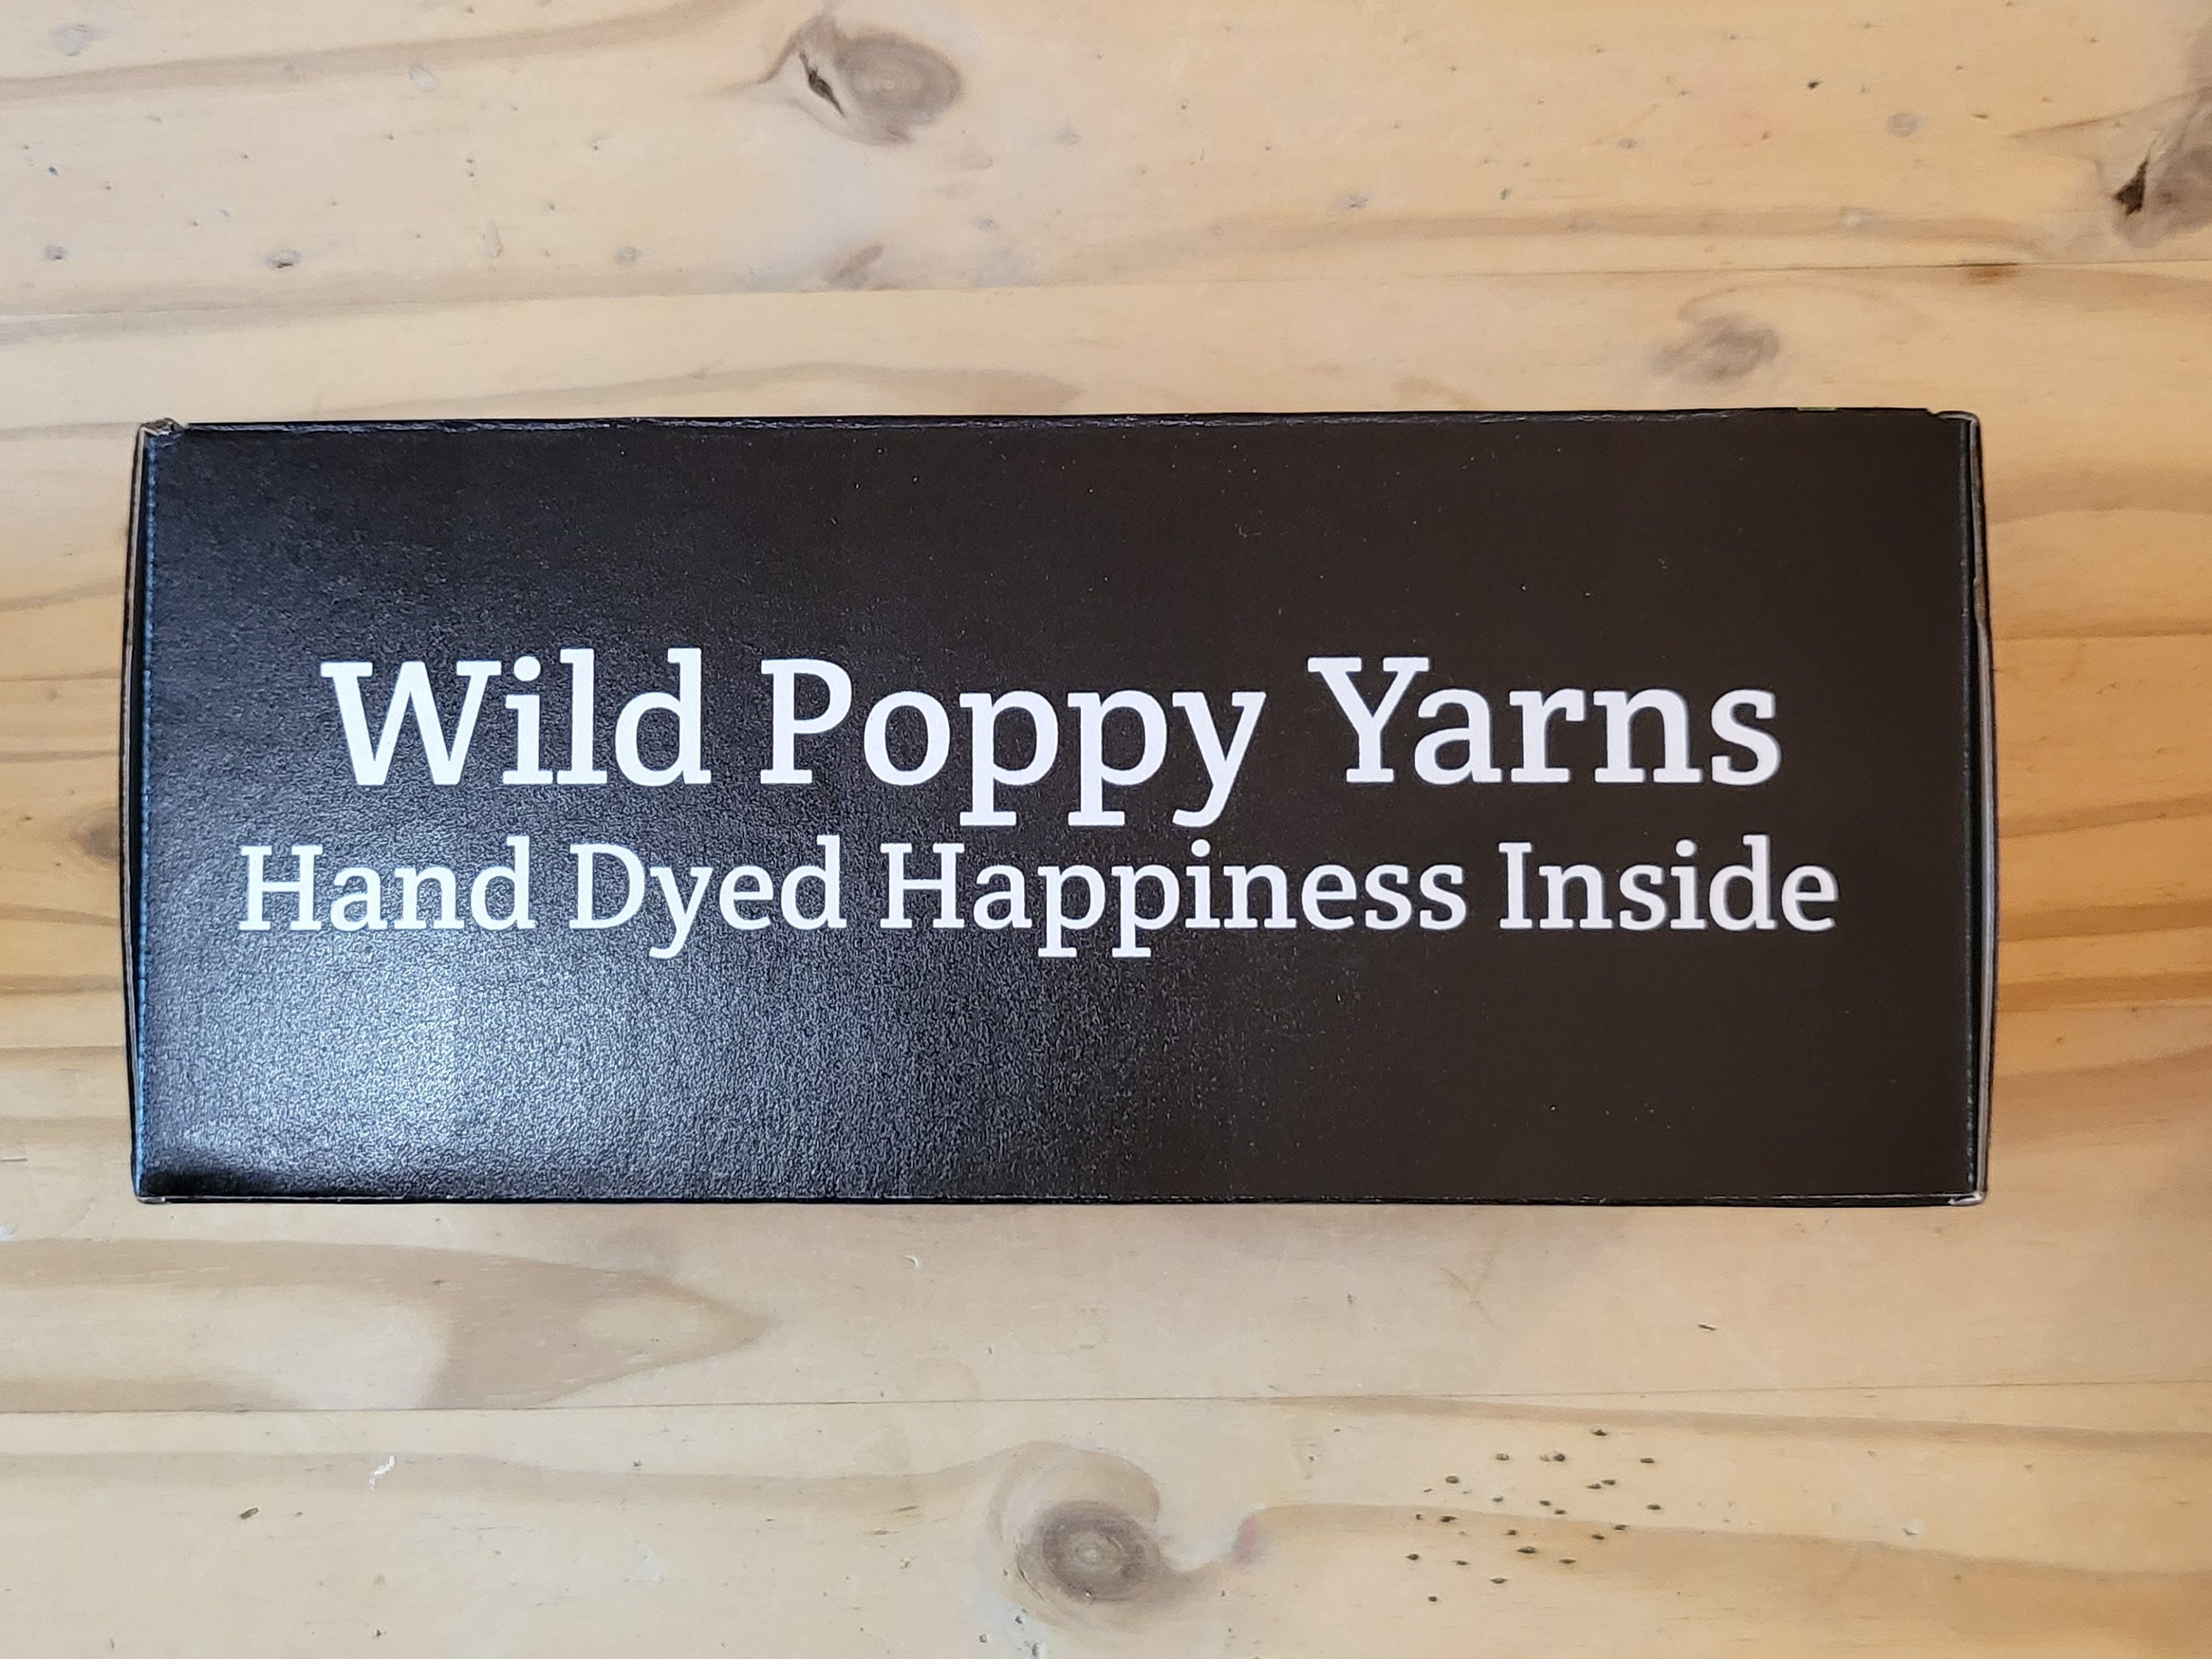 Wild Poppy Yarns
Hand Dyed Happiness Inside